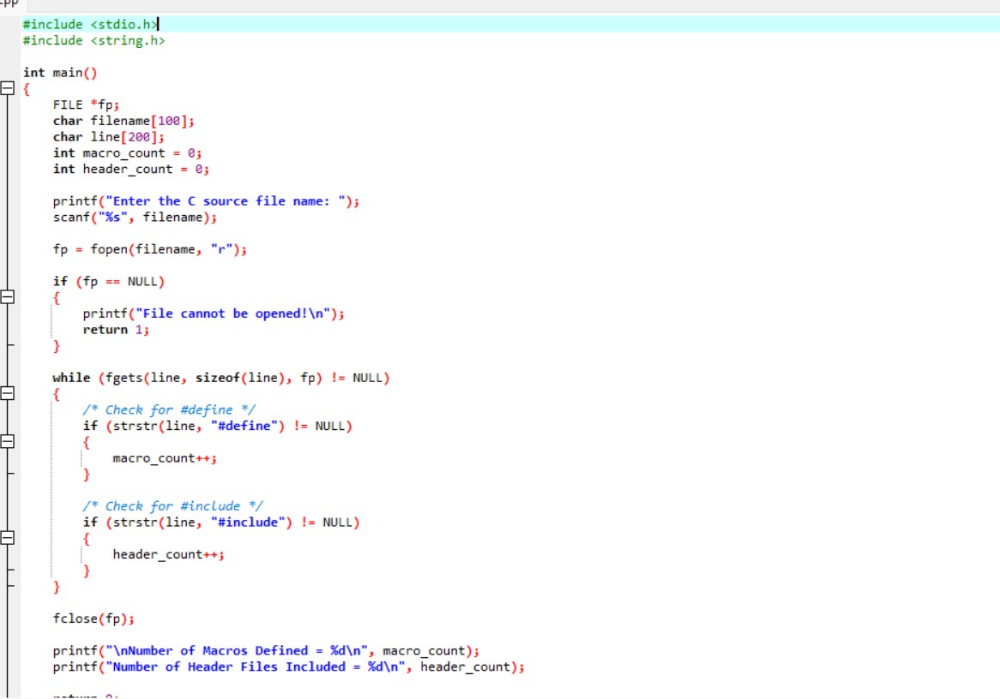 #include <stdio.h>
#include <string.h>
int main()
{
FILE *fp;
char filename[100];
char line[200];
int macro_count = 0;
int header_count = 0;
printf("Enter the C source file name: ");
scanf("%s", filename);
fp = fopen(filename, "r");
if (fp == NULL)
{
printf("File cannot be opened!\n");
return 1;
}
while (fgets(line, sizeof(line), fp) != NULL)
{
/* Check for #define */
if (strstr(line, "#define") != NULL)
{
macro_count++;
}
/* Check for #include */
if (strstr(line, "#include") != NULL)
{
header_count++;
}
}
fclose(fp);
printf("\nNumber of Macros Defined = %d\n", macro_count);
printf("Number of Header Files Included = %d\n", header_count);